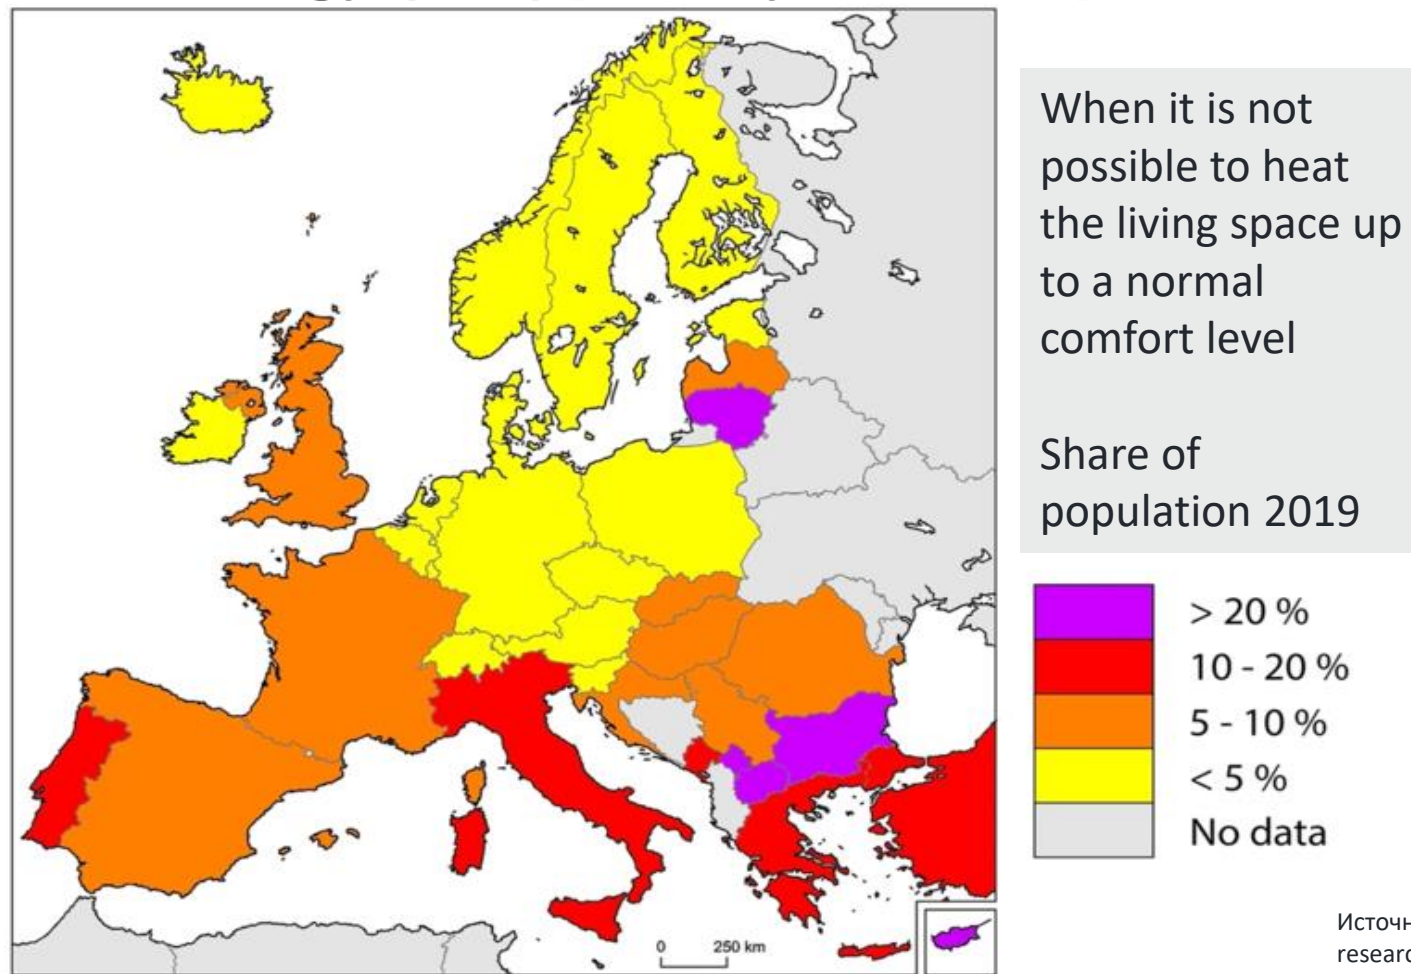 When it is not
possible to heat
the living space up
to a normal
comfort level
Share of
population 2019
> 20 %
10 - 20 %
5 - 10 %
< 5 %
No data
0 250 km